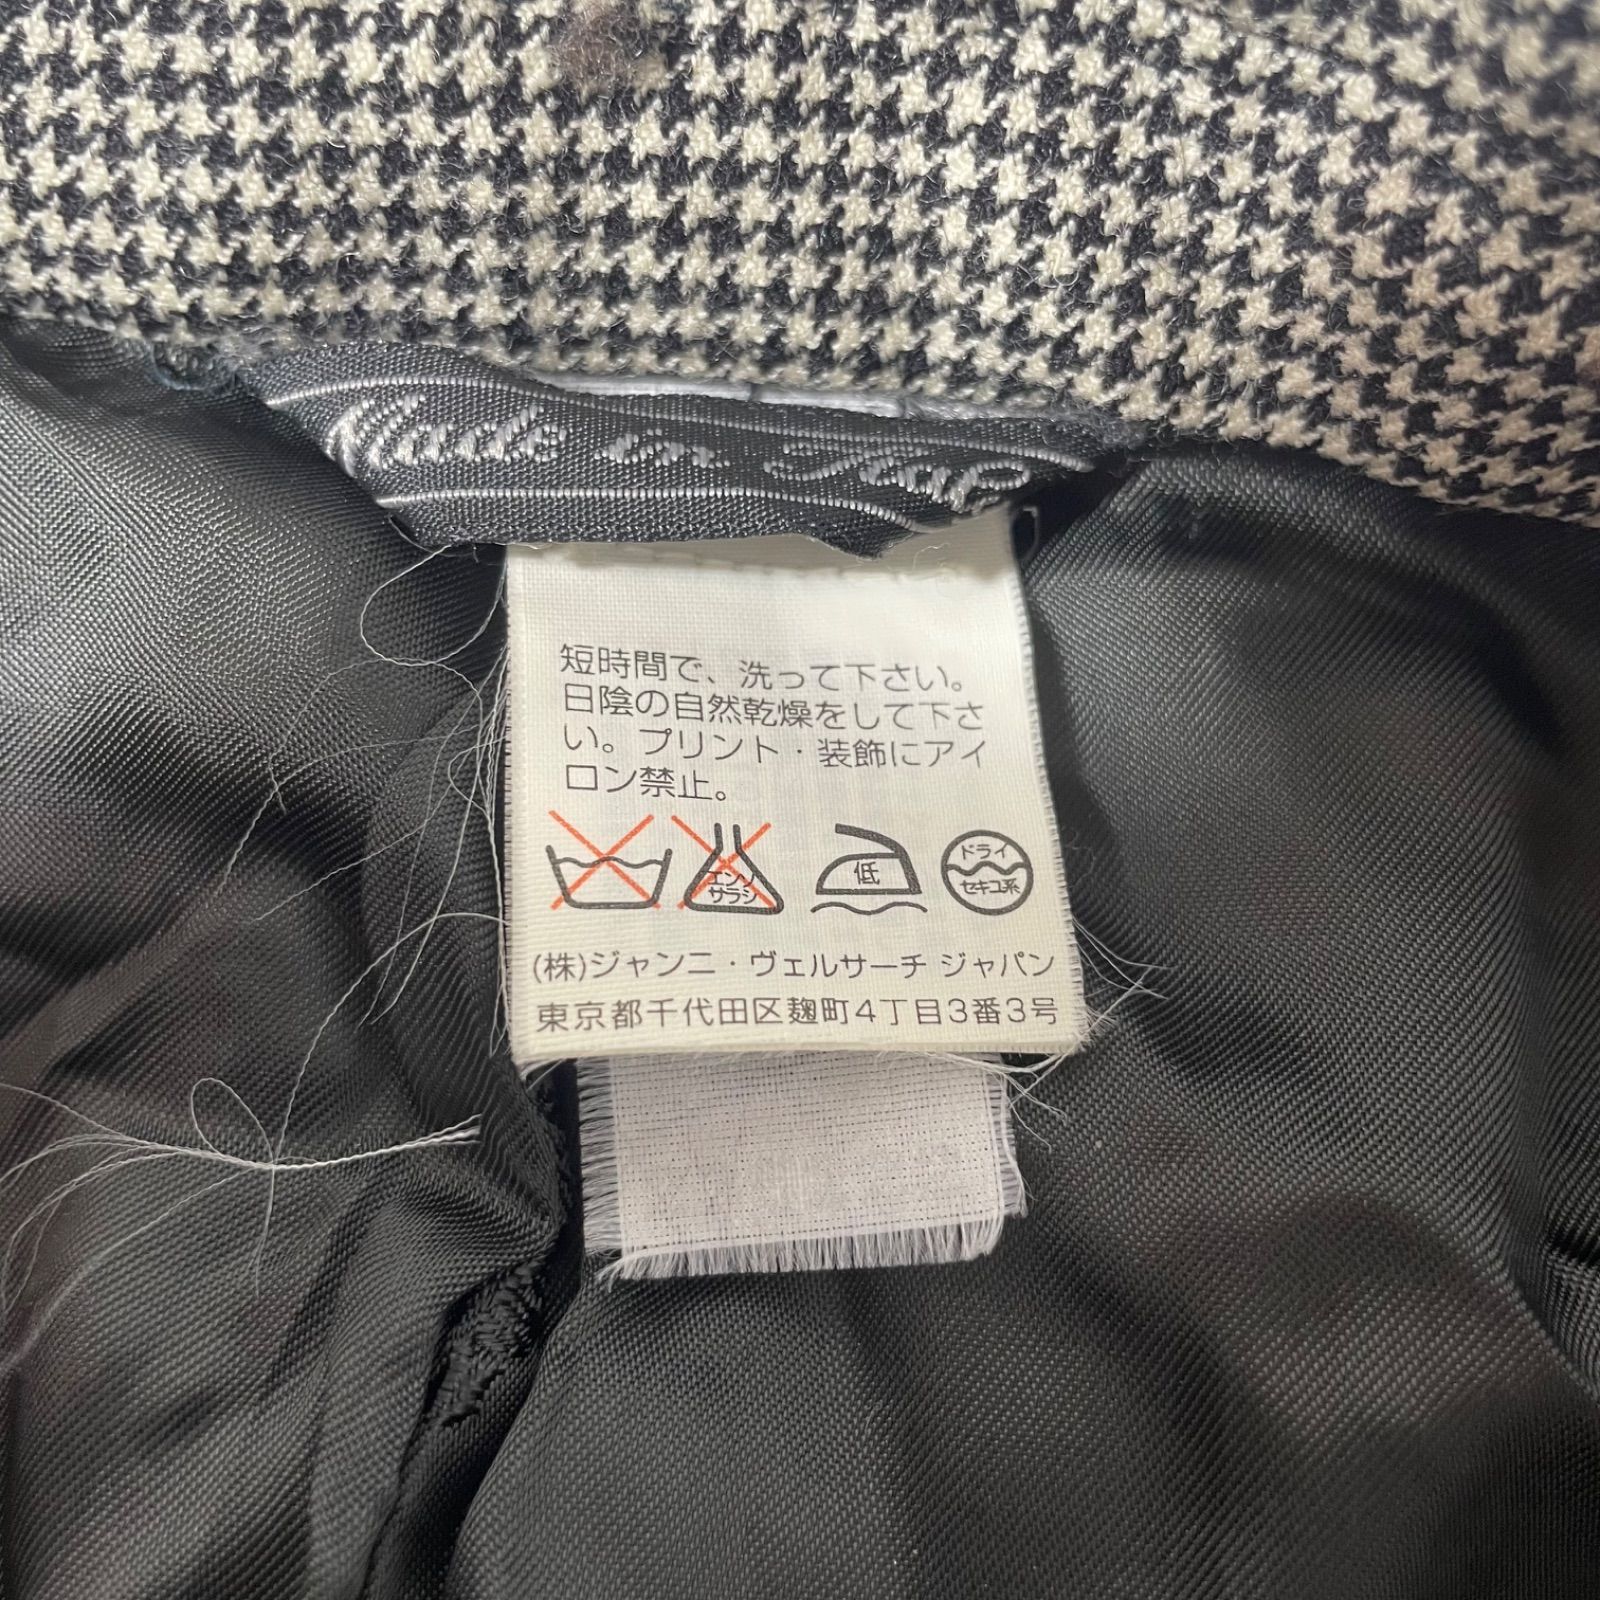 Made in Itap
短時間で、洗って下さい。
日陰の自然乾燥をして下さ
い。プリント・装飾にアイ
ロン禁止。
エンソ
サラシ
低
ドライ
セキユ系
(株)ジャンニ・ヴェルサーチ ジャパン
東京都千代田区麹町4丁目3番3号